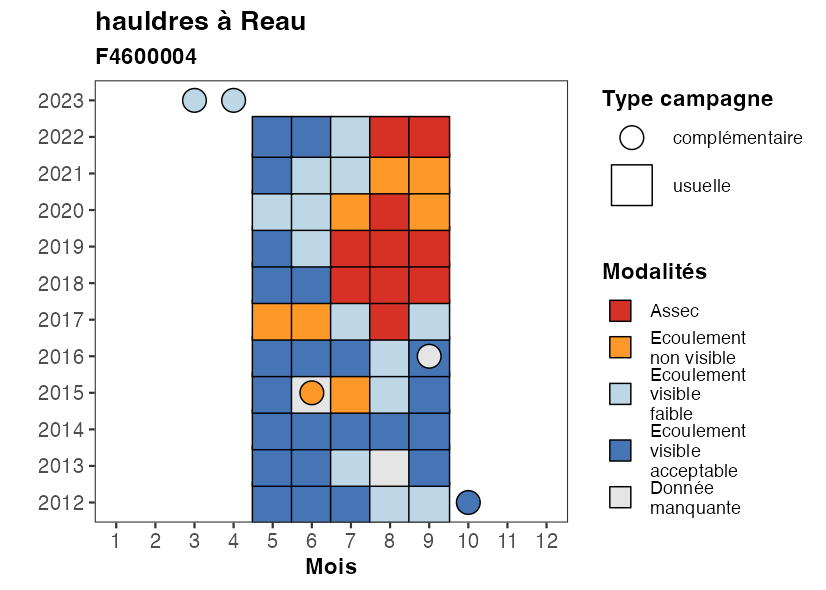 hauldres à Reau
F4600004
2023
2022
2021
2020
2019
2018
2017
2016
2015
2014
2013
2012
1 2 3 4 5 6 7 8 9 10 11 12
Mois
Type campagne
complémentaire
usuelle
Modalités
Assec
Ecoulement
non visible
Ecoulement
visible
faible
Ecoulement
visible
acceptable
Donnée
manquante